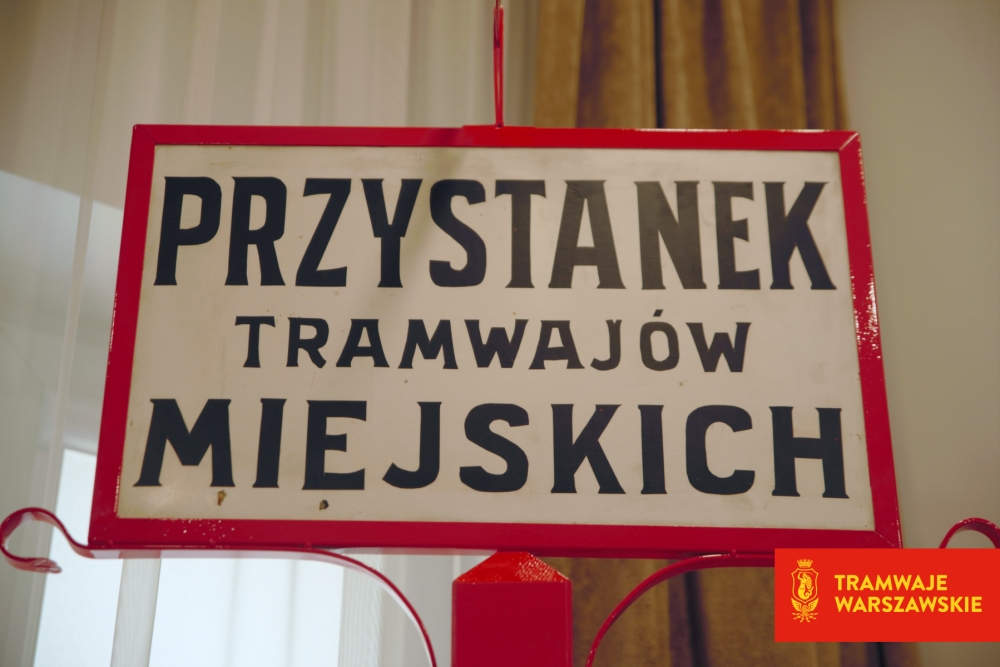 PRZYSTANEK
TRAMWAJÓW
MIEJSKICH
TRAMWAJE
WARSZAWSKIE